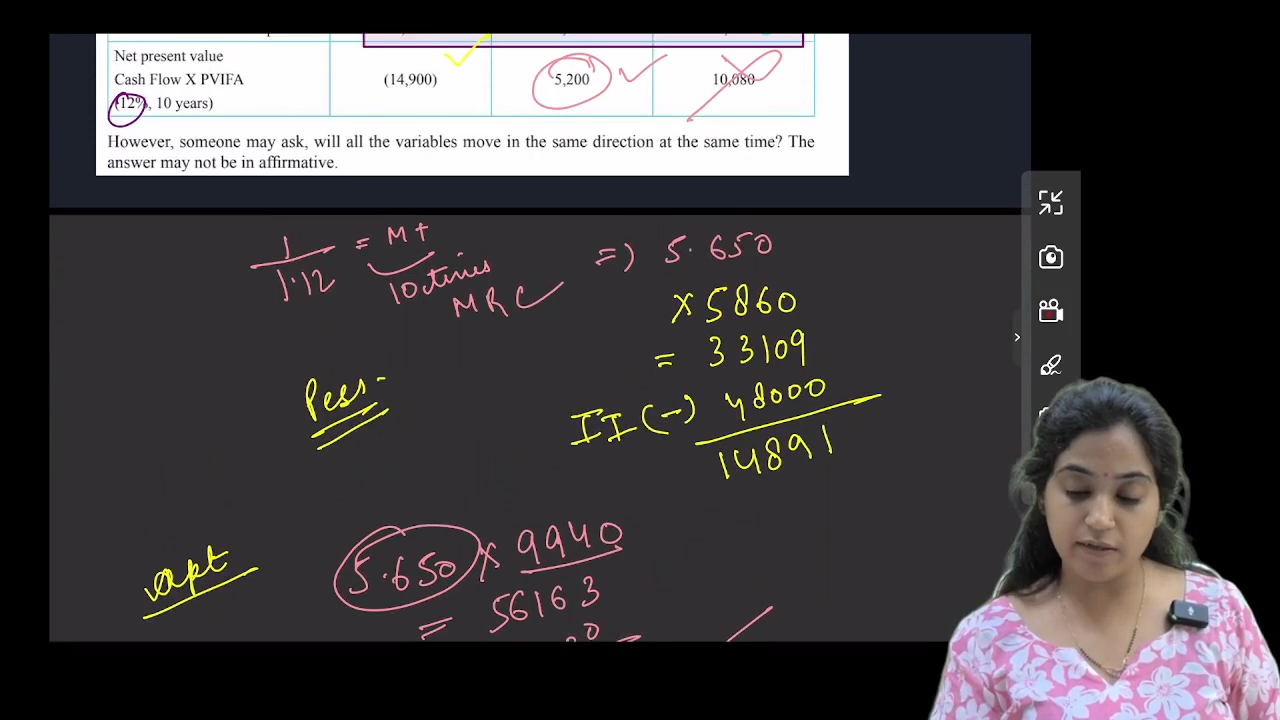 Net present value
Cash Flow X PVIFA (14,900) 5,200 10,080
(12%, 10 years)
However, someone may ask, will all the variables move in the same direction at the same time? The
answer may not be in affirmative.
1/1.12 = M+
10 times
MRC
=) 5.650
x 5860
= 33109
II (-) 48000
14891
Pess.
opt
5.650 x 9940
= 56163